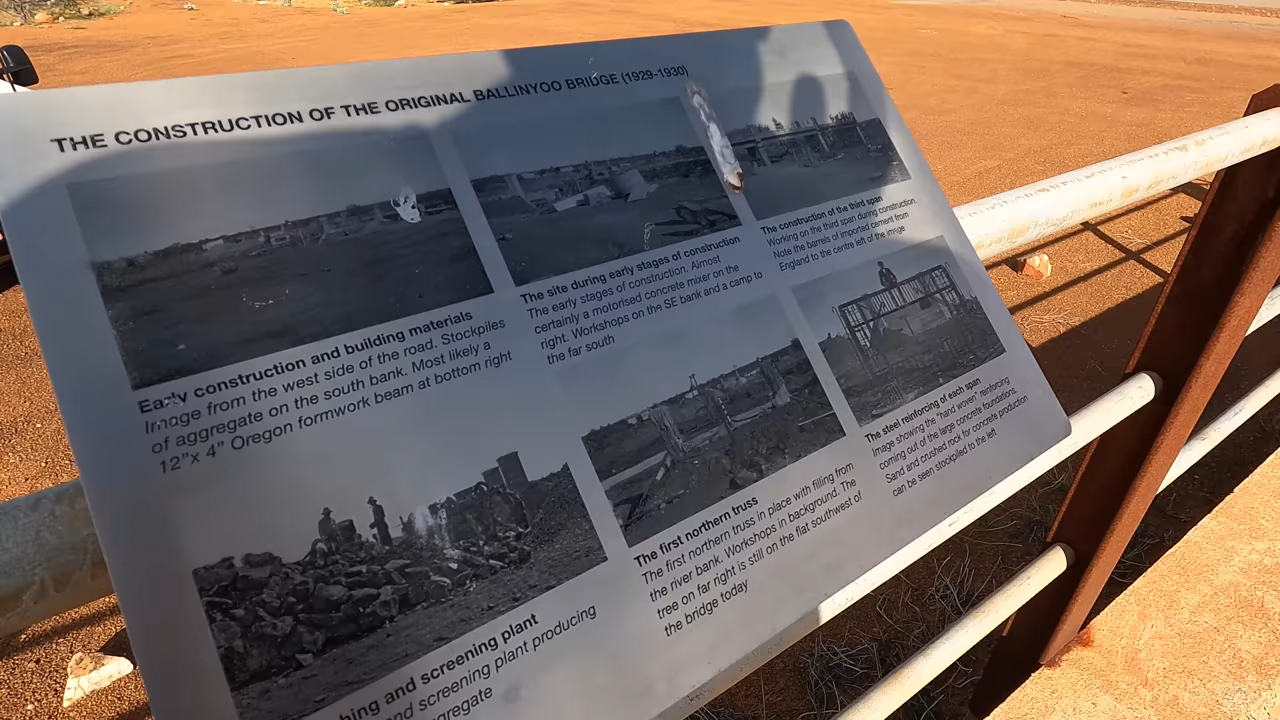 THE CONSTRUCTION OF THE ORIGINAL BALLINYOO BRIDGE (1929-1930)
Early construction and building materials
Image from the west side of the road. Stockpiles
of aggregate on the south bank. Most likely a
12"x 4" Oregon formwork beam at bottom right
The site during early stages of construction
The early stages of construction. Almost
certainly a motorised concrete mixer on the
right. Workshops on the SE bank and a camp to
the far south
The construction of the third span
Working on the third span during construction.
Note the barrels of imported cement from
England to the centre left of the image
hing and screening plant
nd screening plant producing
ggregate
The first northern truss
The first northern truss in place with filling from
the river bank. Workshops in background. The
tree on far right is still on the flat southwest of
the bridge today
The steel reinforcing of each span
Image showing the "hand woven" reinforcing
coming out of the large concrete foundations.
Sand and crushed rock for concrete production
can be seen stockpiled to the left